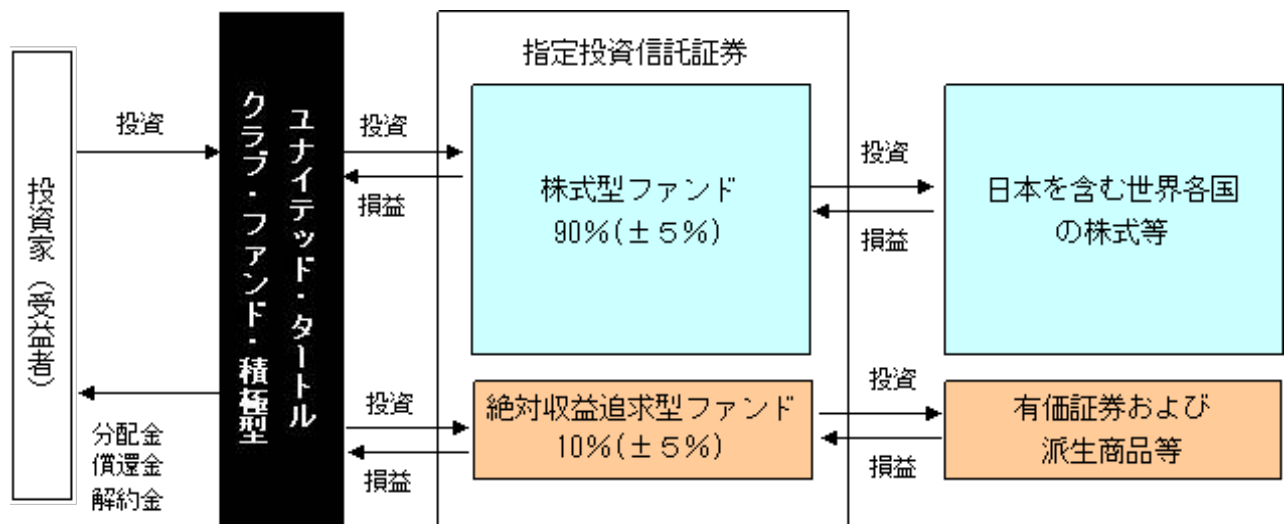 投資家（受益者）
投資
分配金
償還金
解約金
ユナイテッド・タートル
クラブ・ファンド・積極型
投資
損益
投資
損益
指定投資信託証券
株式型ファンド
90%(±５%)
絶対収益追求型ファンド
10%(±５%)
投資
損益
投資
損益
日本を含む世界各国
の株式等
有価証券および
派生商品等